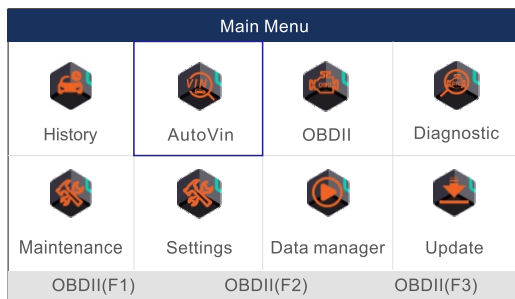 Main Menu
History AutoVin OBDII Diagnostic
Maintenance Settings Data manager Update
OBDII(F1) OBDII(F2) OBDII(F3)